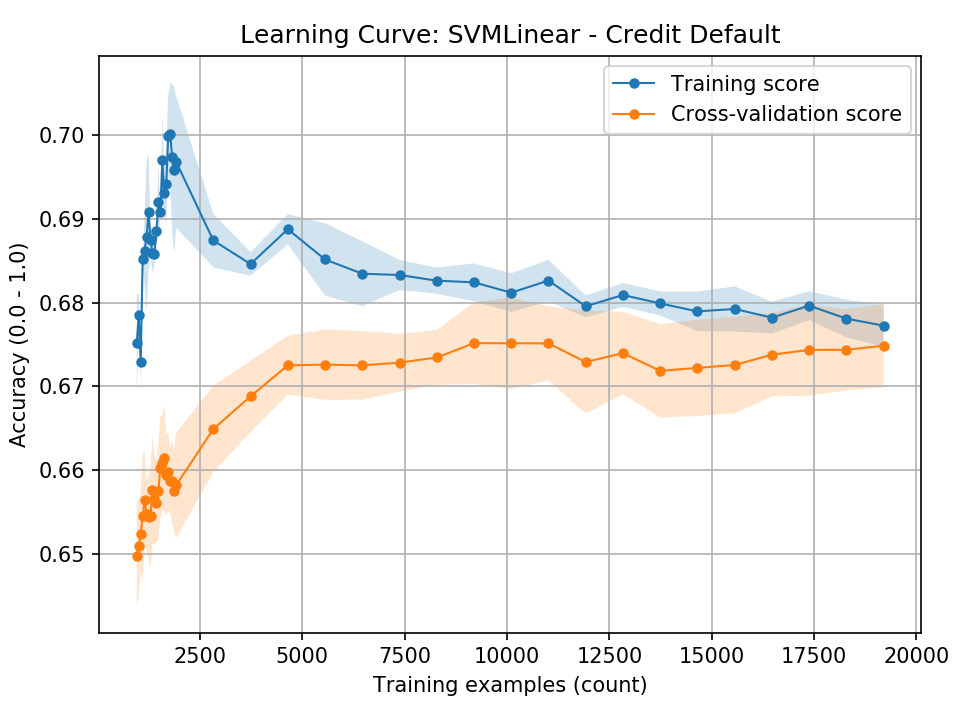 Learning Curve: SVMLinear - Credit Default
Training score
Cross-validation score
Accuracy (0.0 - 1.0)
0.70
0.69
0.68
0.67
0.66
0.65
2500 5000 7500 10000 12500 15000 17500 20000
Training examples (count)